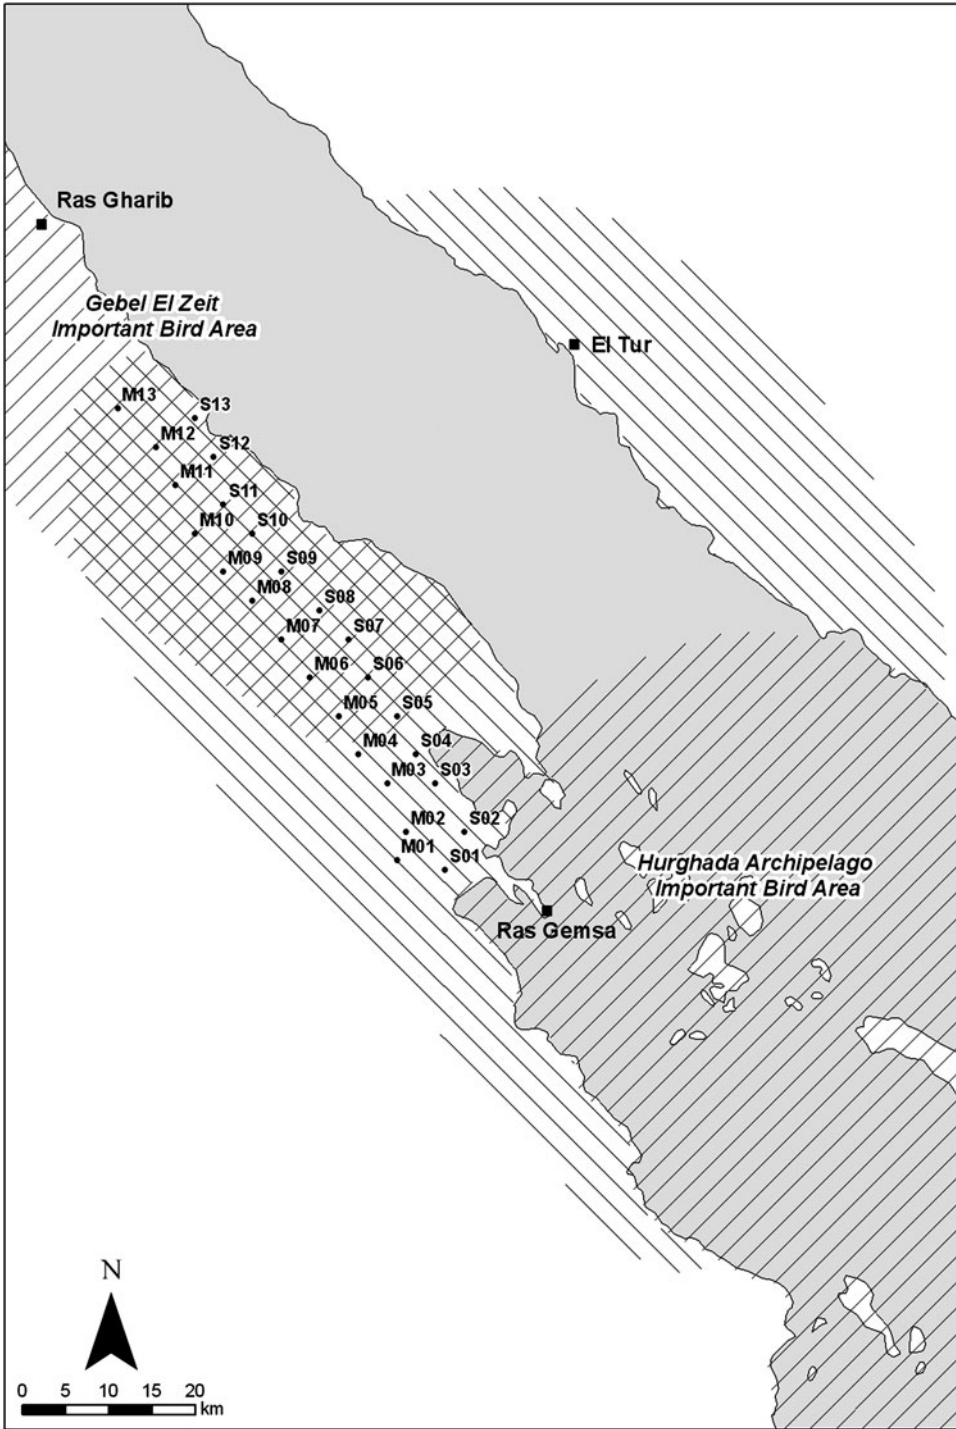 Ras Gharib
Gebel El Zeit
Important Bird Area
El Tur
M13
S13
M12
S12
M11
S11
M10
S10
M09
S09
M08
S08
M07
S07
M06
S06
M05
S05
M04
S04
M03
S03
M02
S02
M01
S01
Hurghada Archipelago
Important Bird Area
Ras Gemsa
N
0 5 10 15 20
km